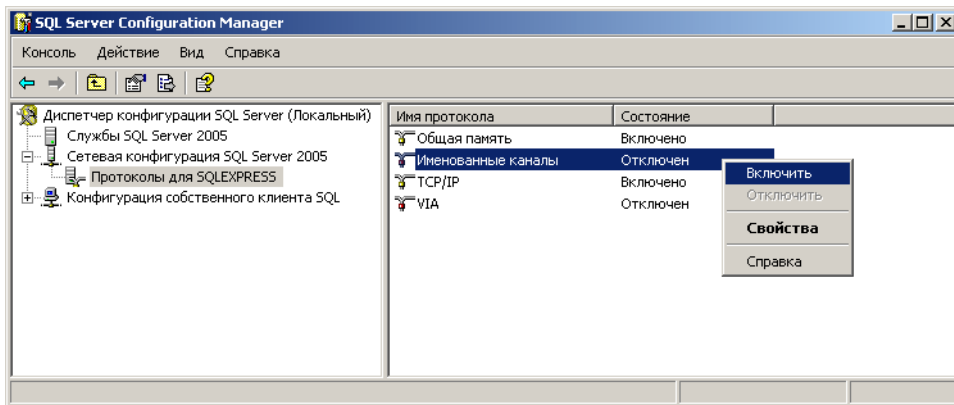 SQL Server Configuration Manager
Консоль Действие Вид Справка
Диспетчер конфигурации SQL Server (Локальный)
Службы SQL Server 2005
Сетевая конфигурация SQL Server 2005
Протоколы для SQLEXPRESS
Конфигурация собственного клиента SQL
Имя протокола Состояние
Общая память Включено
Именованные каналы Отключен
TCP/IP Включено
VIA Отключен
Включить
Отключить
Свойства
Справка